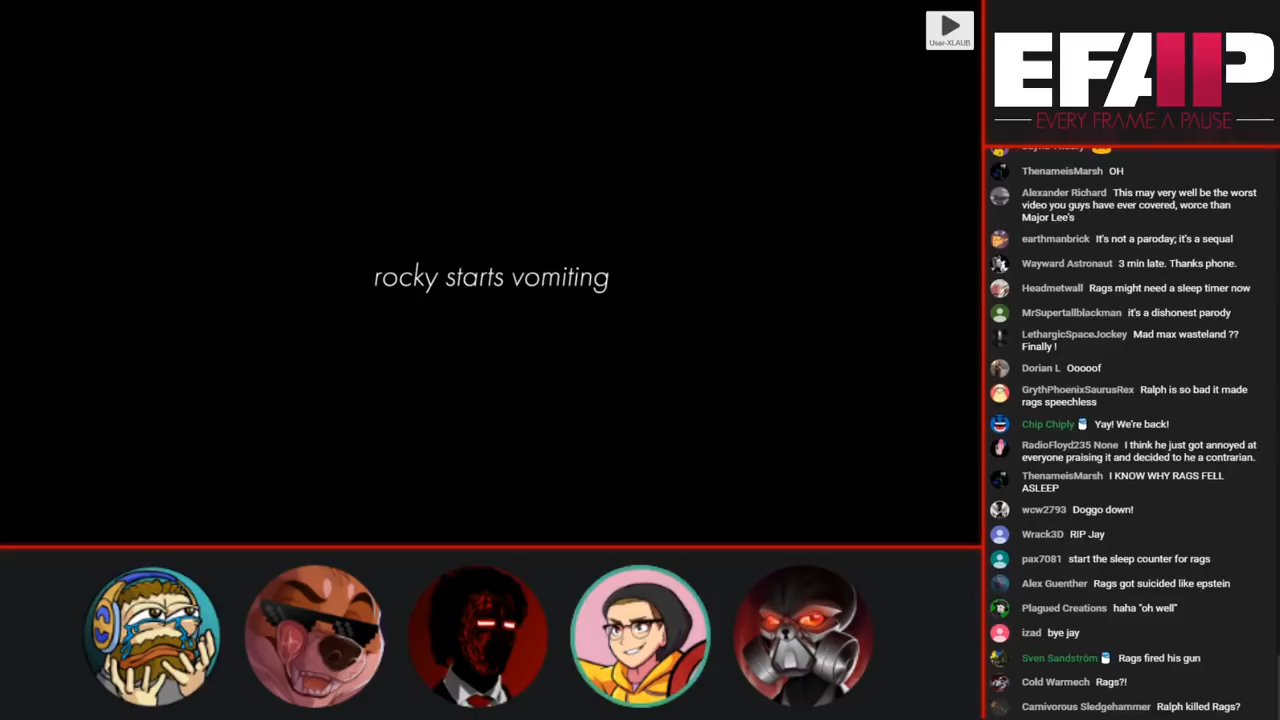 User-XLAUB
EFAP
EVERY FRAME A PAUSE
rocky starts vomiting
ThenameisMarsh OH
Alexander Richard This may very well be the worst
video you guys have ever covered, worce than
Major Lee's
earthmanbrick It's not a paroday; it's a sequal
Wayward Astronaut 3 min late. Thanks phone.
Headmetwall Rags might need a sleep timer now
MrSupertallblackman it's a dishonest parody
LethargicSpaceJockey Mad max wasteland ??
Finally !
Dorian L Ooooof
GrythPhoenixSaurusRex Ralph is so bad it made
rags speechless
Chip Chiply Yay! We're back!
RadioFloyd235 None I think he just got annoyed at
everyone praising it and decided to he a contrarian.
ThenameisMarsh I KNOW WHY RAGS FELL
ASLEEP
wcw2793 Doggo down!
Wrack3D RIP Jay
pax7081 start the sleep counter for rags
Alex Guenther Rags got suicided like epstein
Plagued Creations haha "oh well"
izad bye jay
Sven Sandström Rags fired his gun
Cold Warmech Rags?!
Carnivorous Sledgehammer Ralph killed Rags?